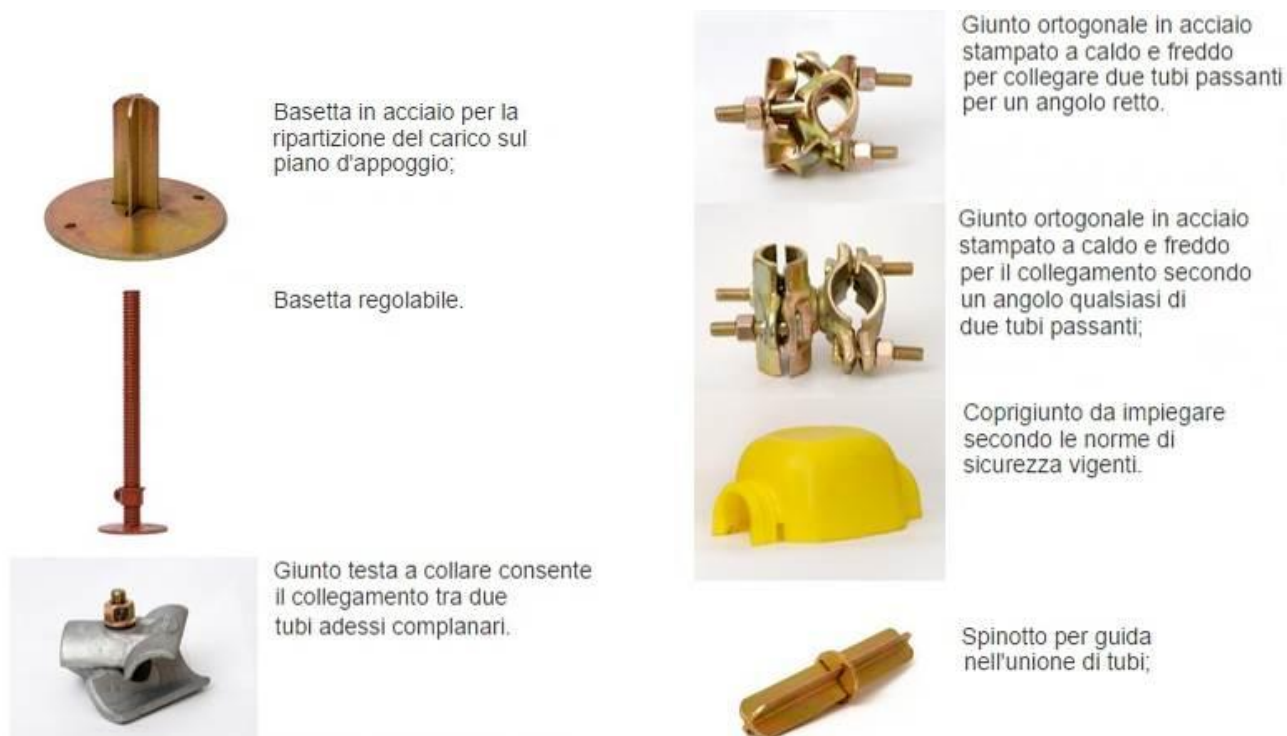 Basetta in acciaio per la
ripartizione del carico sul
piano d'appoggio;
Basetta regolabile.
Giunto testa a collare consente
il collegamento tra due
tubi adessi complanari.
Giunto ortogonale in acciaio
stampato a caldo e freddo
per collegare due tubi passanti
per un angolo retto.
Giunto ortogonale in acciaio
stampato a caldo e freddo
per il collegamento secondo
un angolo qualsiasi di
due tubi passanti;
Coprigiunto da impiegare
secondo le norme di
sicurezza vigenti.
Spinotto per guida
nell'unione di tubi;